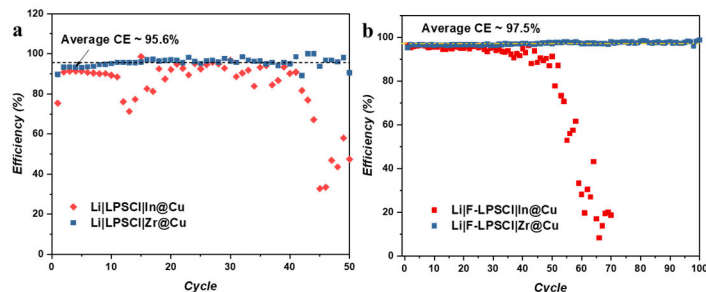 a
Average CE ~ 95.6%
120
100
80
60
40
20
0
Efficiency (%)
Li|LPSCl|In@Cu
Li|LPSCl|Zr@Cu
0 10 20 30 40 50
Cycle
b
Average CE ~ 97.5%
100
80
60
40
20
0
Efficiency (%)
Li|F-LPSCl|In@Cu
Li|F-LPSCl|Zr@Cu
0 10 20 30 40 50 60 70 80 90 100
Cycle